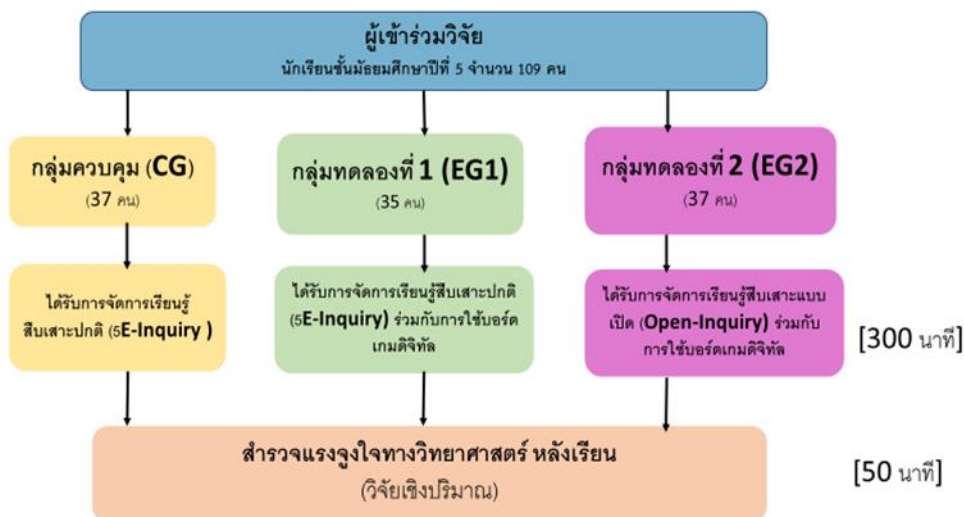 ผู้เข้าร่วมวิจัย
นักเรียนชั้นมัธยมศึกษาปีที่ 5 จำนวน 109 คน
กลุ่มควบคุม (CG)
(37 คน)
กลุ่มทดลองที่ 1 (EG1)
(35 คน)
กลุ่มทดลองที่ 2 (EG2)
(37 คน)
ได้รับการจัดการเรียนรู้
สืบเสาะปกติ (5E-Inquiry )
ได้รับการจัดการเรียนรู้สืบเสาะปกติ
(5E-Inquiry) ร่วมกับการใช้บอร์ด
เกมดิจิทัล
ได้รับการจัดการเรียนรู้สืบเสาะแบบ
เปิด (Open-Inquiry) ร่วมกับ
การใช้บอร์ดเกมดิจิทัล
[300 นาที]
สำรวจแรงจูงใจทางวิทยาศาสตร์ หลังเรียน
(วิจัยเชิงปริมาณ)
[50 นาที]